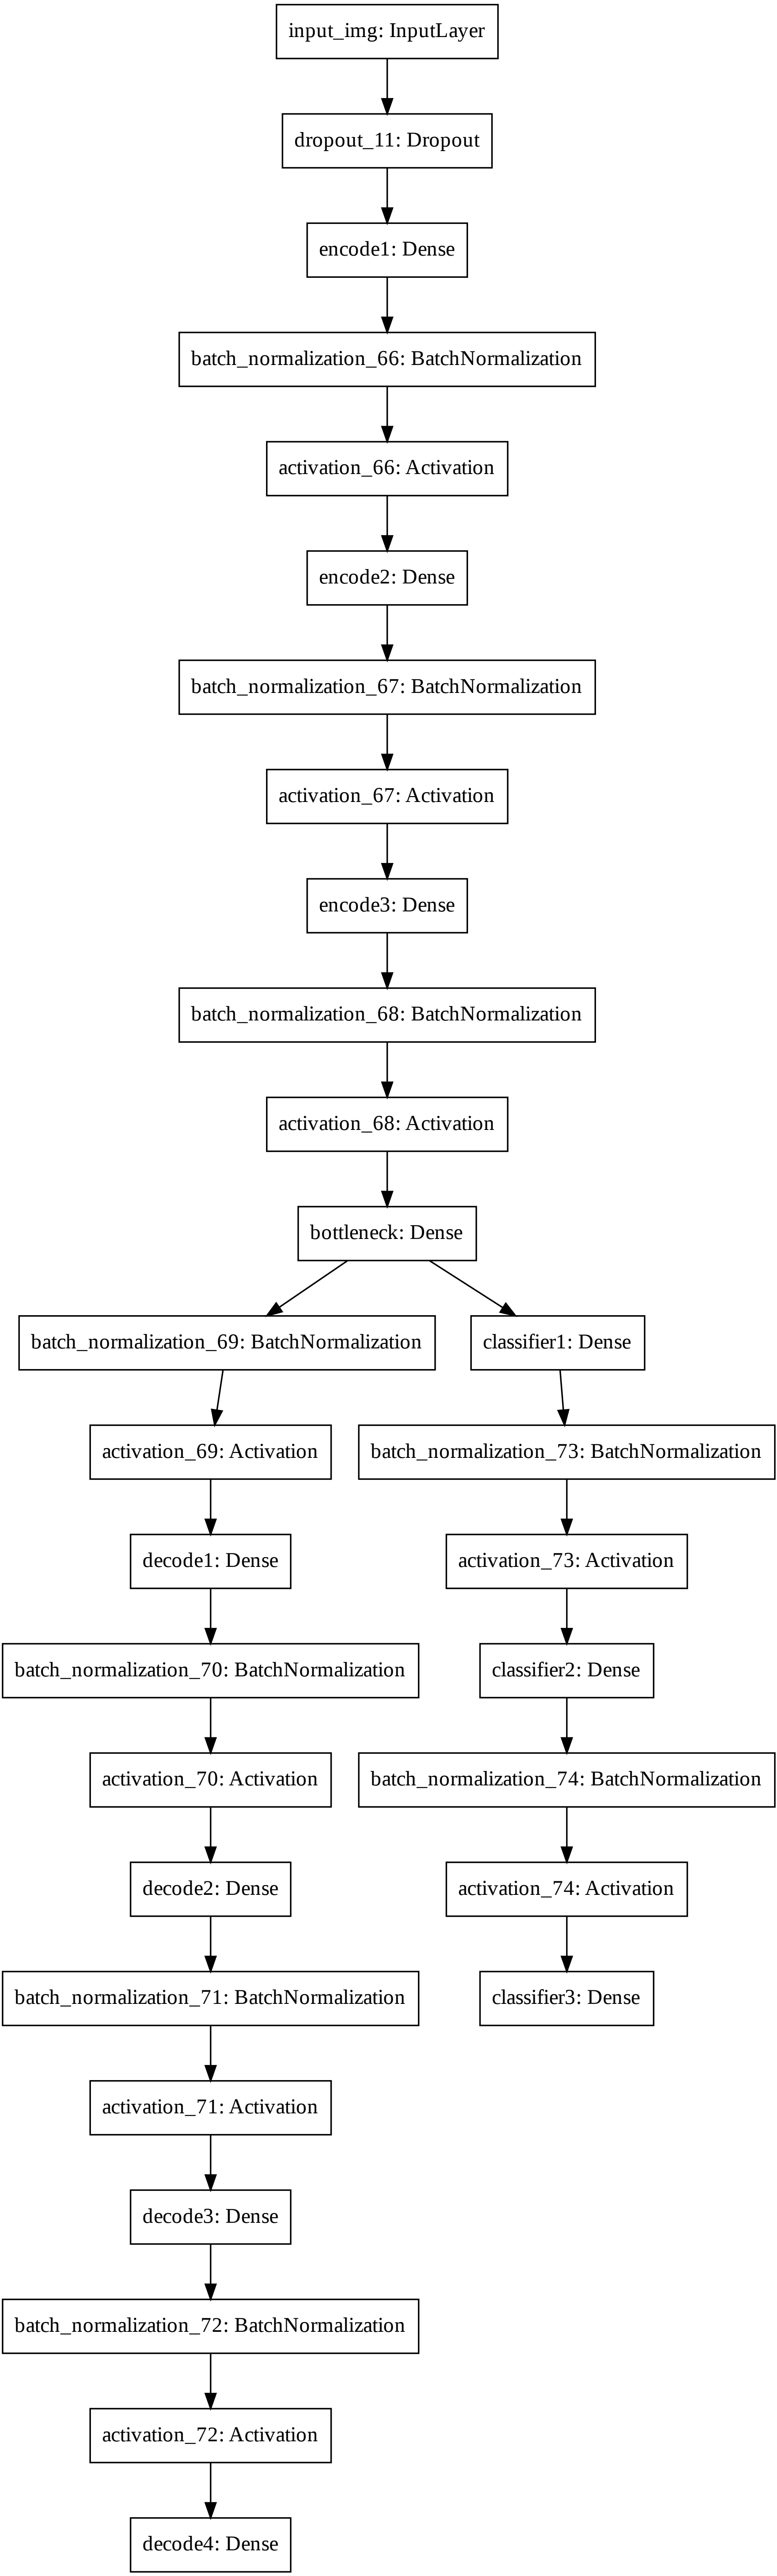 input_img: InputLayer
dropout_11: Dropout
encode1: Dense
batch_normalization_66: BatchNormalization
activation_66: Activation
encode2: Dense
batch_normalization_67: BatchNormalization
activation_67: Activation
encode3: Dense
batch_normalization_68: BatchNormalization
activation_68: Activation
bottleneck: Dense
batch_normalization_69: BatchNormalization
classifier1: Dense
activation_69: Activation
batch_normalization_73: BatchNormalization
decode1: Dense
activation_73: Activation
batch_normalization_70: BatchNormalization
classifier2: Dense
activation_70: Activation
batch_normalization_74: BatchNormalization
decode2: Dense
activation_74: Activation
batch_normalization_71: BatchNormalization
classifier3: Dense
activation_71: Activation
decode3: Dense
batch_normalization_72: BatchNormalization
activation_72: Activation
decode4: Dense